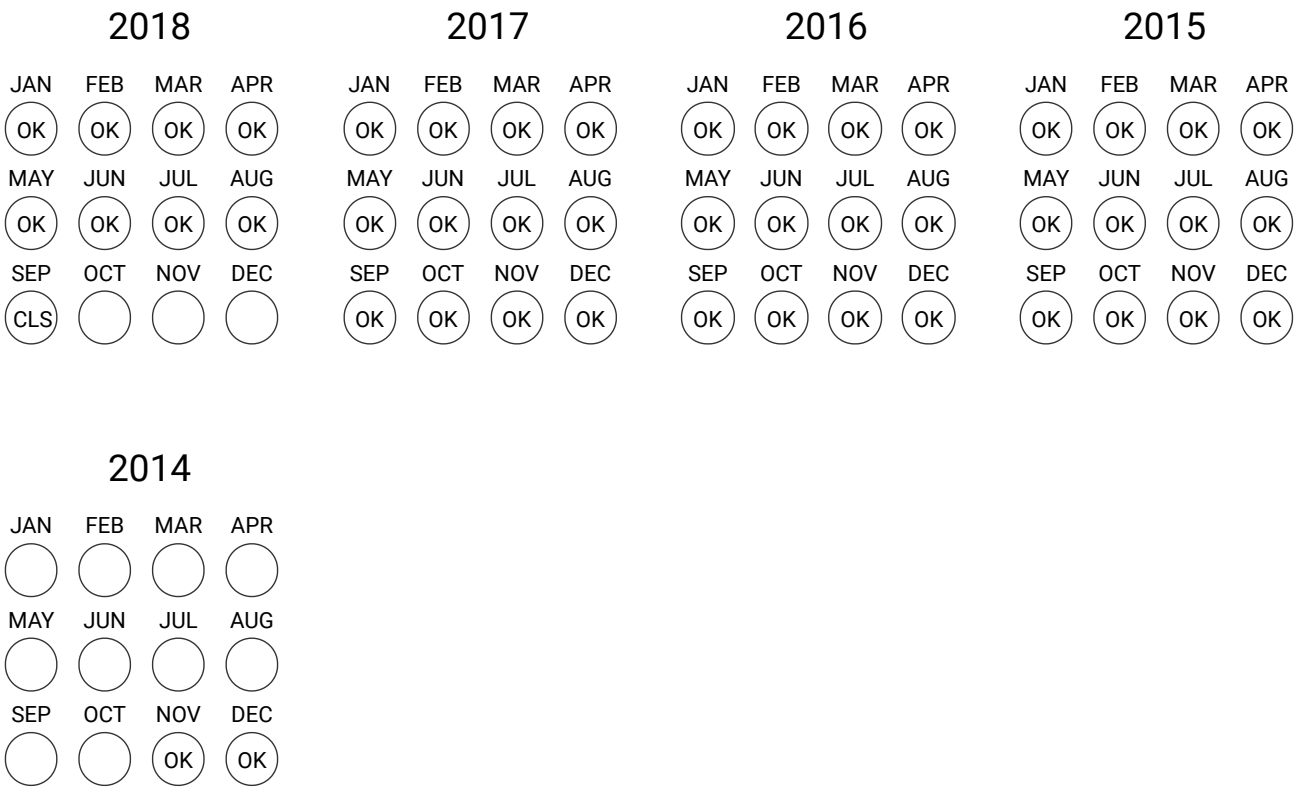 2018 2017 2016 2015
JAN FEB MAR APR JAN FEB MAR APR JAN FEB MAR APR JAN FEB MAR APR
OK OK OK OK OK OK OK OK OK OK OK OK OK OK OK OK
MAY JUN JUL AUG MAY JUN JUL AUG MAY JUN JUL AUG MAY JUN JUL AUG
OK OK OK OK OK OK OK OK OK OK OK OK OK OK OK OK
SEP OCT NOV DEC SEP OCT NOV DEC SEP OCT NOV DEC SEP OCT NOV DEC
CLS OK OK OK OK OK OK OK OK OK OK OK OK
2014
JAN FEB MAR APR
MAY JUN JUL AUG
SEP OCT NOV DEC
OK OK